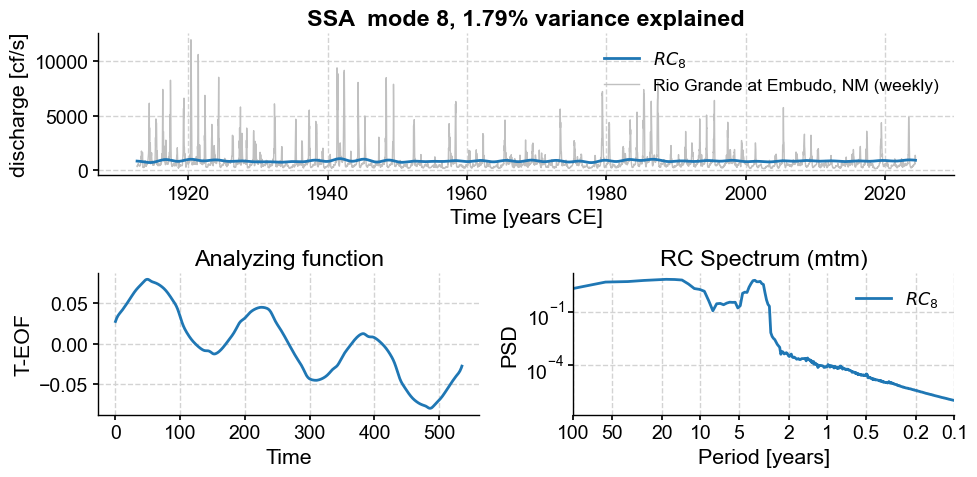 SSA  mode 8, 1.79% variance explained
discharge [cf/s]
10000
5000
0
RC8
Rio Grande at Embudo, NM (weekly)
1920 1940 1960 1980 2000 2020
Time [years CE]
Analyzing function
T-EOF
0.05
0.00
−0.05
0 100 200 300 400 500
Time
RC Spectrum (mtm)
PSD
10⁻¹
10⁻⁴
RC8
100 50 20 10 5 2 1 0.5 0.2 0.1
Period [years]